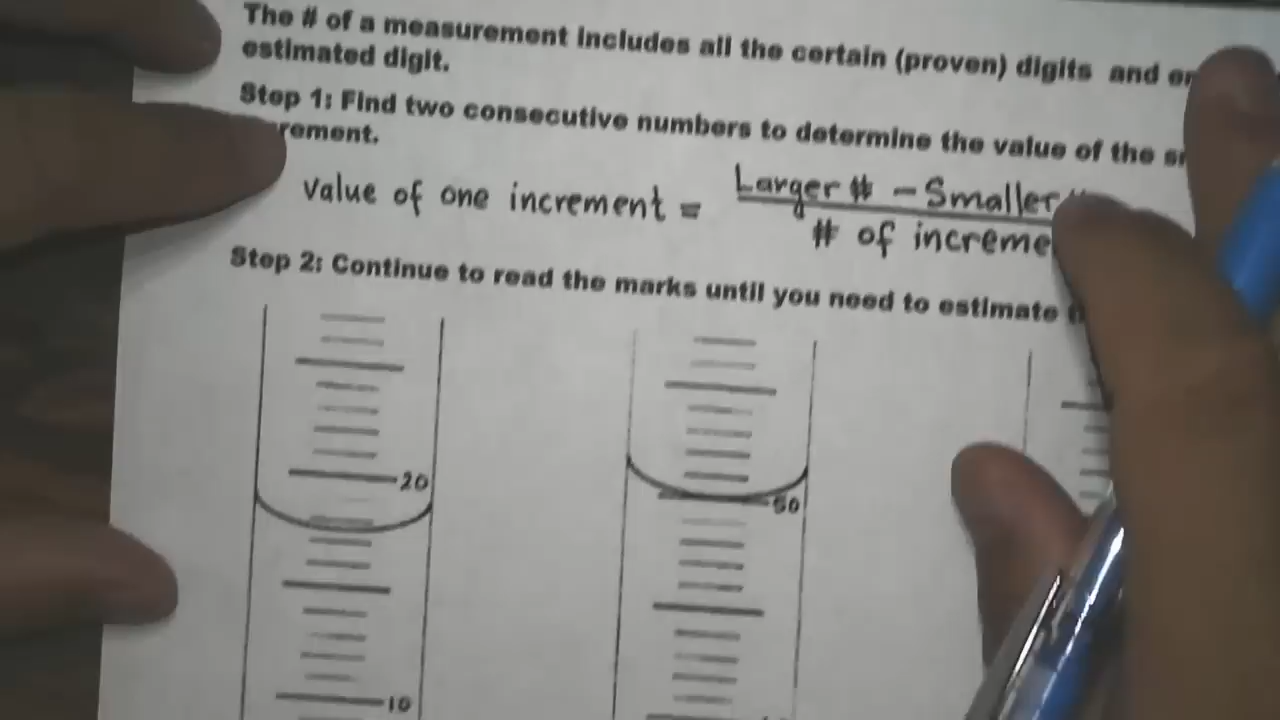 The # of a measurement includes all the certain (proven) digits and
estimated digit.
Step 1: Find two consecutive numbers to determine the value of the
Value of one increment = Larger # - Smaller
# of
Step 2: Continue to read the marks until you need to estimate
20
50
10